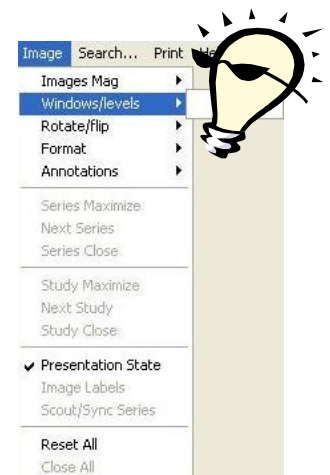 Image Search... Print
Images Mag
Windows/levels
Rotate/flip
Format
Annotations
Series Maximize
Next Series
Series Close
Study Maximize
Next Study
Study Close
Presentation State
Image Labels
Scout/Sync Series
Reset All
Close All